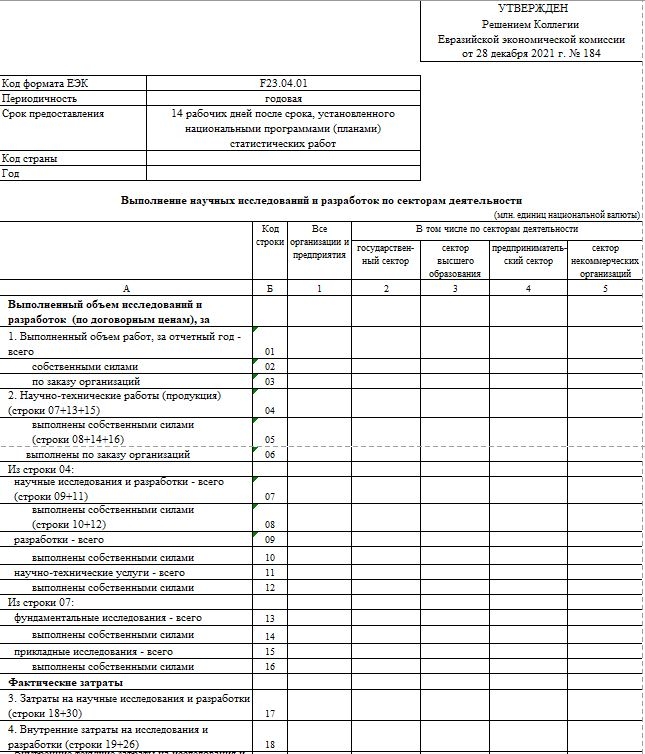 УТВЕРЖДЕН
Решением Коллегии
Евразийской экономической комиссии
от 28 декабря 2021 г. № 184
Код формата ЕЭК F23.04.01
Периодичность годовая
Срок предоставления 14 рабочих дней после срока, установленного
национальными программами (планами)
статистических работ
Код страны
Год
Выполнение научных исследований и разработок по секторам деятельности
(млн. единиц национальной валюты)
Код строки
Все организации и предприятия
В том числе по секторам деятельности
государствен-
ный сектор
сектор
высшего
образования
предприниматель-
ский сектор
сектор
некоммерческих
организаций
А Б 1 2 3 4 5
Выполненный объем исследований и
разработок (по договорным ценам), за
1. Выполненный объем работ, за отчетный год -
всего 01
собственными силами 02
по заказу организаций 03
2. Научно-технические работы (продукция)
(строки 07+13+15) 04
выполнены собственными силами
(строки 08+14+16) 05
выполнены по заказу организаций 06
Из строки 04:
научные исследования и разработки - всего
(строки 09+11) 07
выполнены собственными силами
(строки 10+12) 08
разработки - всего 09
выполнены собственными силами 10
научно-технические услуги - всего 11
выполнены собственными силами 12
Из строки 07:
фундаментальные исследования - всего 13
выполнены собственными силами 14
прикладные исследования - всего 15
выполнены собственными силами 16
Фактические затраты
3. Затраты на научные исследования и разработки
(строки 18+30) 17
4. Внутренние затраты на исследования и
разработки (строки 19+26) 18